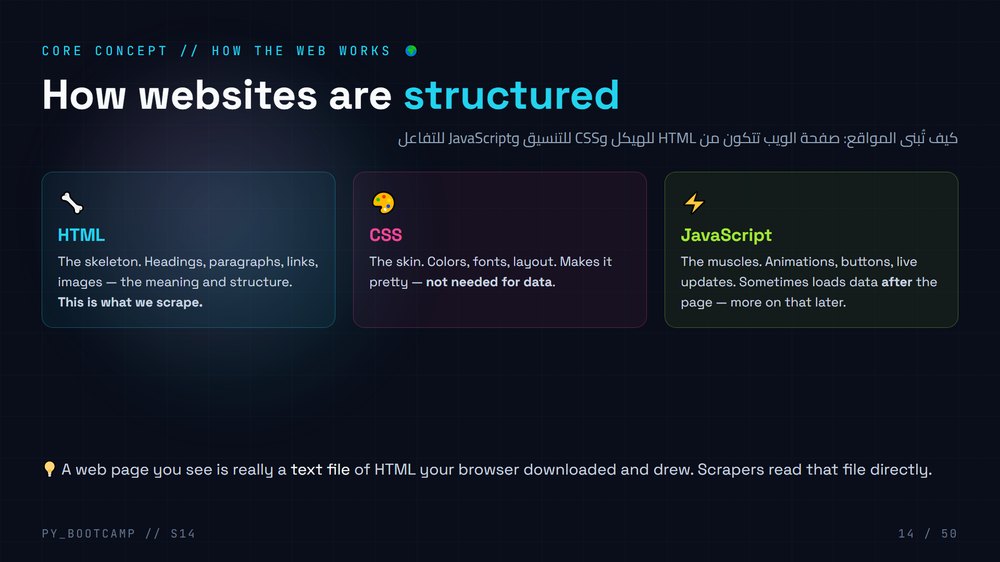 CORE CONCEPT // HOW THE WEB WORKS 🌍
How websites are structured
كيف تُبنى المواقع: صفحة الويب تتكون من HTML للهيكل وCSS للتنسيق وJavaScript للتفاعل
HTML
The skeleton. Headings, paragraphs, links,
images — the meaning and structure.
This is what we scrape.
CSS
The skin. Colors, fonts, layout. Makes it
pretty — not needed for data.
JavaScript
The muscles. Animations, buttons, live
updates. Sometimes loads data after the
page — more on that later.
💡 A web page you see is really a text file of HTML your browser downloaded and drew. Scrapers read that file directly.
PY_BOOTCAMP // S14
14 / 50